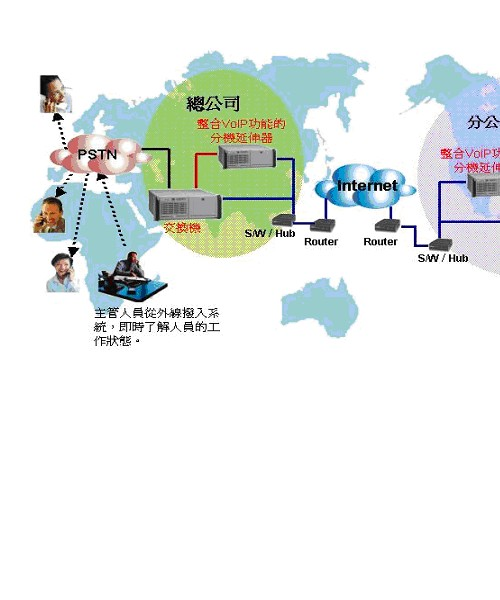 總公司
整合VoIP功能的
分機延伸器
PSTN
交換機
S/W / Hub
Router
Internet
Router
S/W / Hub
分公
整合VoIP功
分機延伸
主管人員從外線撥入系
統，即時了解人員的工
作狀態。